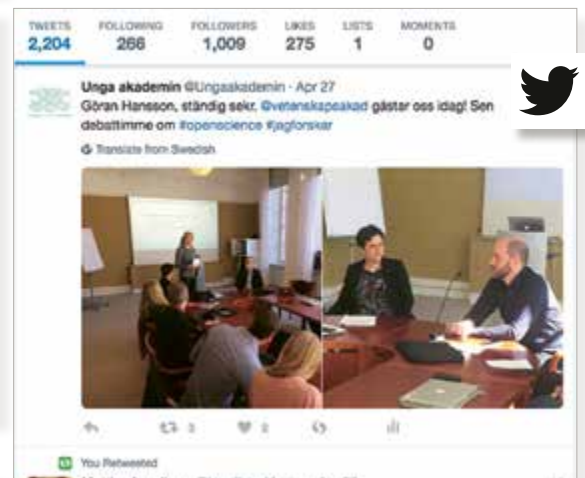 TWEETS FOLLOWING FOLLOWERS LIKES LISTS MOMENTS
2,204 266 1,009 275 1 0
Unga akademin @Ungaakademin · Apr 27
Göran Hansson, ständig sekr, @vetenskapsakad gästar oss idag! Sen
debattimme om #openscience #jagforskar
Translate from Swedish
3 2
You Retweeted